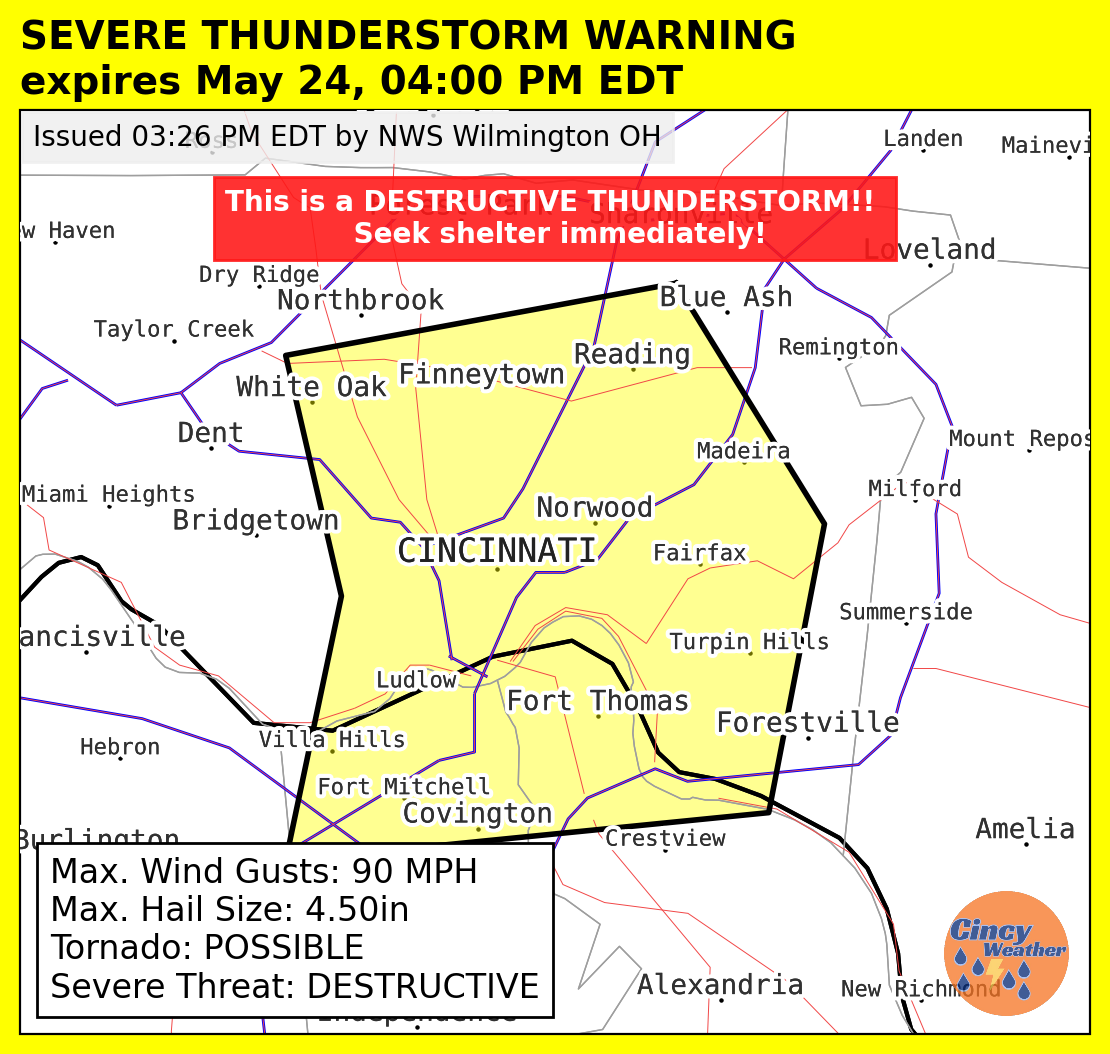 SEVERE THUNDERSTORM WARNING
expires May 24, 04:00 PM EDT
Issued 03:26 PM EDT by NWS Wilmington OH
Landen
Mainevi
This is a DESTRUCTIVE THUNDERSTORM!!
Seek shelter immediately!
Forest Park
Sharonville
w Haven
Loveland
Dry Ridge
Northbrook
Blue Ash
Taylor Creek
Remington
Reading
Finneytown
White Oak
Dent
Mount Repos
Madeira
Miami Heights
Milford
Bridgetown
Norwood
CINCINNATI
Fairfax
Summerside
ancisville
Turpin Hills
Ludlow
Fort Thomas
Forestville
Hebron
Villa Hills
Fort Mitchell
Covington
Burlington
Crestview
Amelia
Max. Wind Gusts: 90 MPH
Max. Hail Size: 4.50in
Tornado: POSSIBLE
Severe Threat: DESTRUCTIVE
Cincy
Weather
Alexandria
New Richmond
Independence